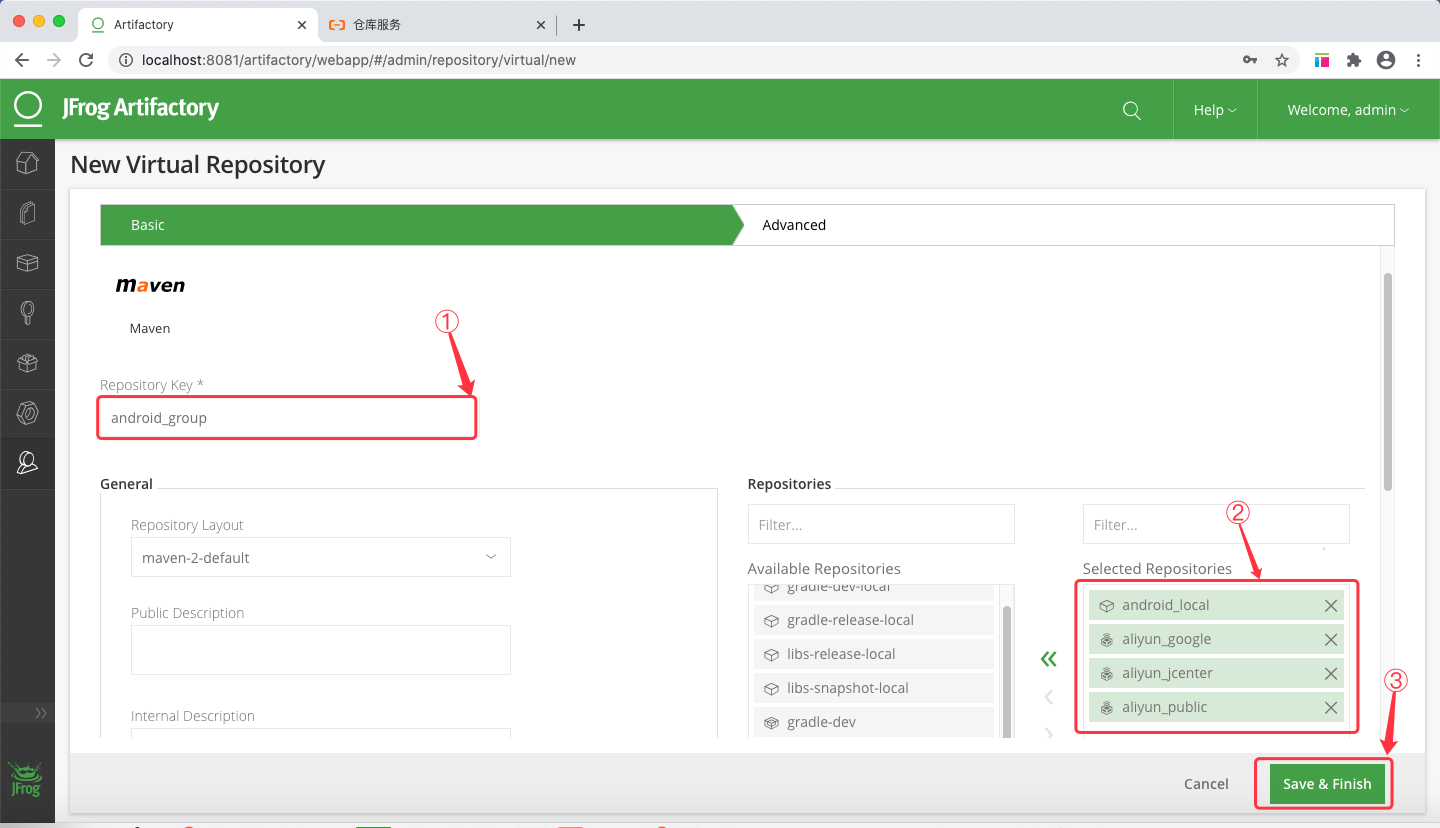 Artifactory
仓库服务
localhost:8081/artifactory/webapp/#/admin/repository/virtual/new
JFrog Artifactory
Help
Welcome, admin
New Virtual Repository
Basic
Advanced
maven
Maven
①
Repository Key *
android_group
General
Repositories
Repository Layout
Filter...
Filter...
②
maven-2-default
Available Repositories
Selected Repositories
gradle-dev-local
android_local
Public Description
gradle-release-local
aliyun_google
libs-release-local
aliyun_jcenter
libs-snapshot-local
③
aliyun_public
Internal Description
gradle-dev
JFrog
Cancel
Save & Finish